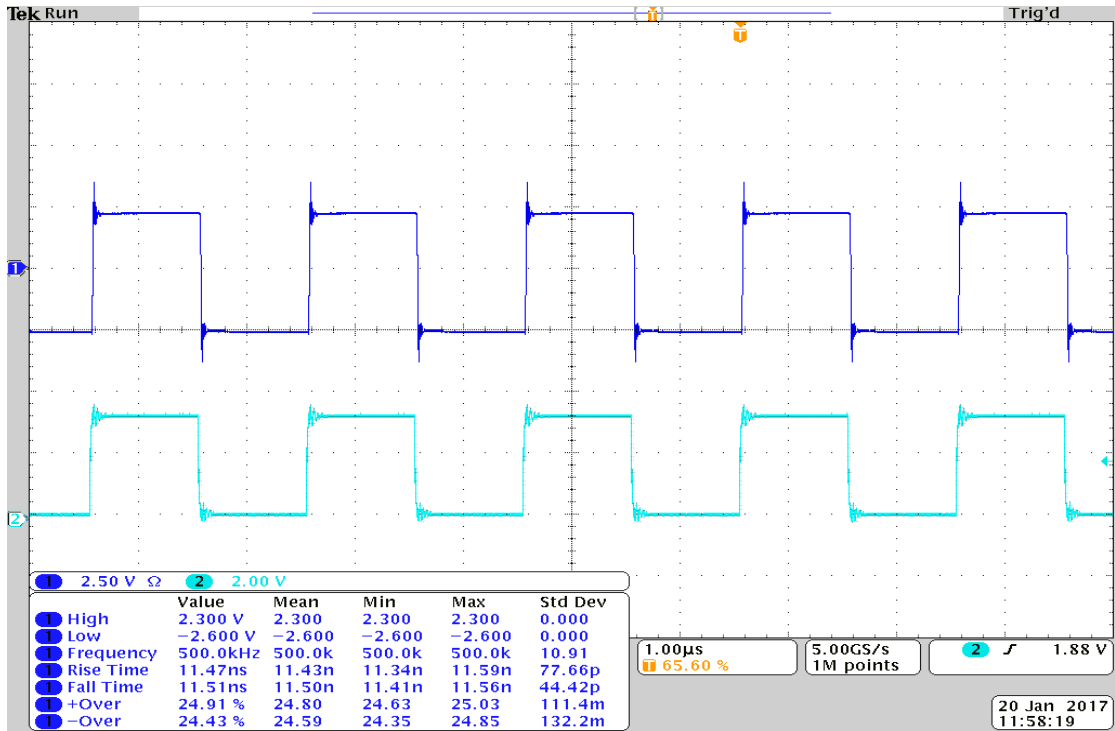 Tek Run Trig'd
T
T
1
2
1 2.50 V Ω 2 2.00 V
Value Mean Min Max Std Dev
1 High 2.300 V 2.300 2.300 2.300 0.000
1 Low −2.600 V −2.600 −2.600 −2.600 0.000
1 Frequency 500.0kHz 500.0k 500.0k 500.0k 10.91
1 Rise Time 11.47ns 11.43n 11.34n 11.59n 77.66p
1 Fall Time 11.51ns 11.50n 11.41n 11.56n 44.42p
1 +Over 24.91 % 24.80 24.63 25.03 111.4m
1 −Over 24.43 % 24.59 24.35 24.85 132.2m
1.00µs
T 65.60 %
5.00GS/s
1M points
2 1.88 V
20 Jan 2017
11:58:19